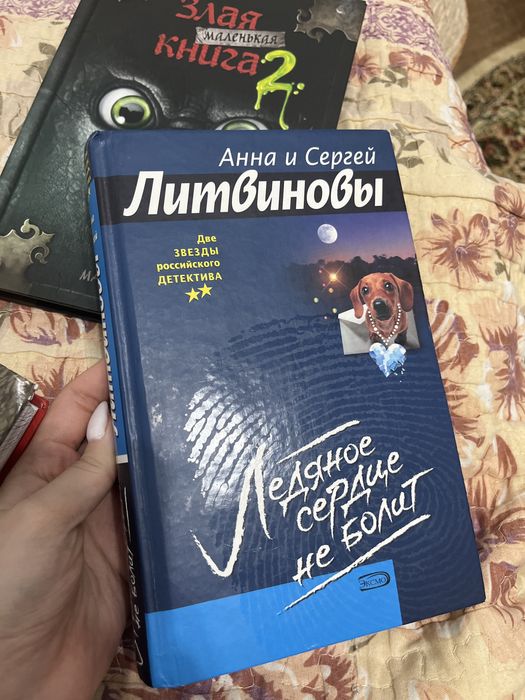 Злая
маленькая
книга 2
Анна и Сергей
Литвиновы
Две
ЗВЕЗДЫ
российского
ДЕТЕКТИВА
Ледяное
сердце
не болит
ЭКСМО